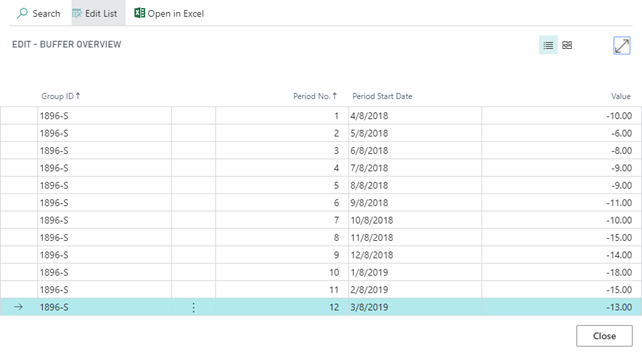 Search Edit List Open in Excel
EDIT - BUFFER OVERVIEW
Group ID↑ Period No.↑ Period Start Date Value
1896-S 1 4/8/2018 -10.00
1896-S 2 5/8/2018 -6.00
1896-S 3 6/8/2018 -8.00
1896-S 4 7/8/2018 -9.00
1896-S 5 8/8/2018 -9.00
1896-S 6 9/8/2018 -11.00
1896-S 7 10/8/2018 -10.00
1896-S 8 11/8/2018 -15.00
1896-S 9 12/8/2018 -14.00
1896-S 10 1/8/2019 -18.00
1896-S 11 2/8/2019 -15.00
1896-S 12 3/8/2019 -13.00
Close